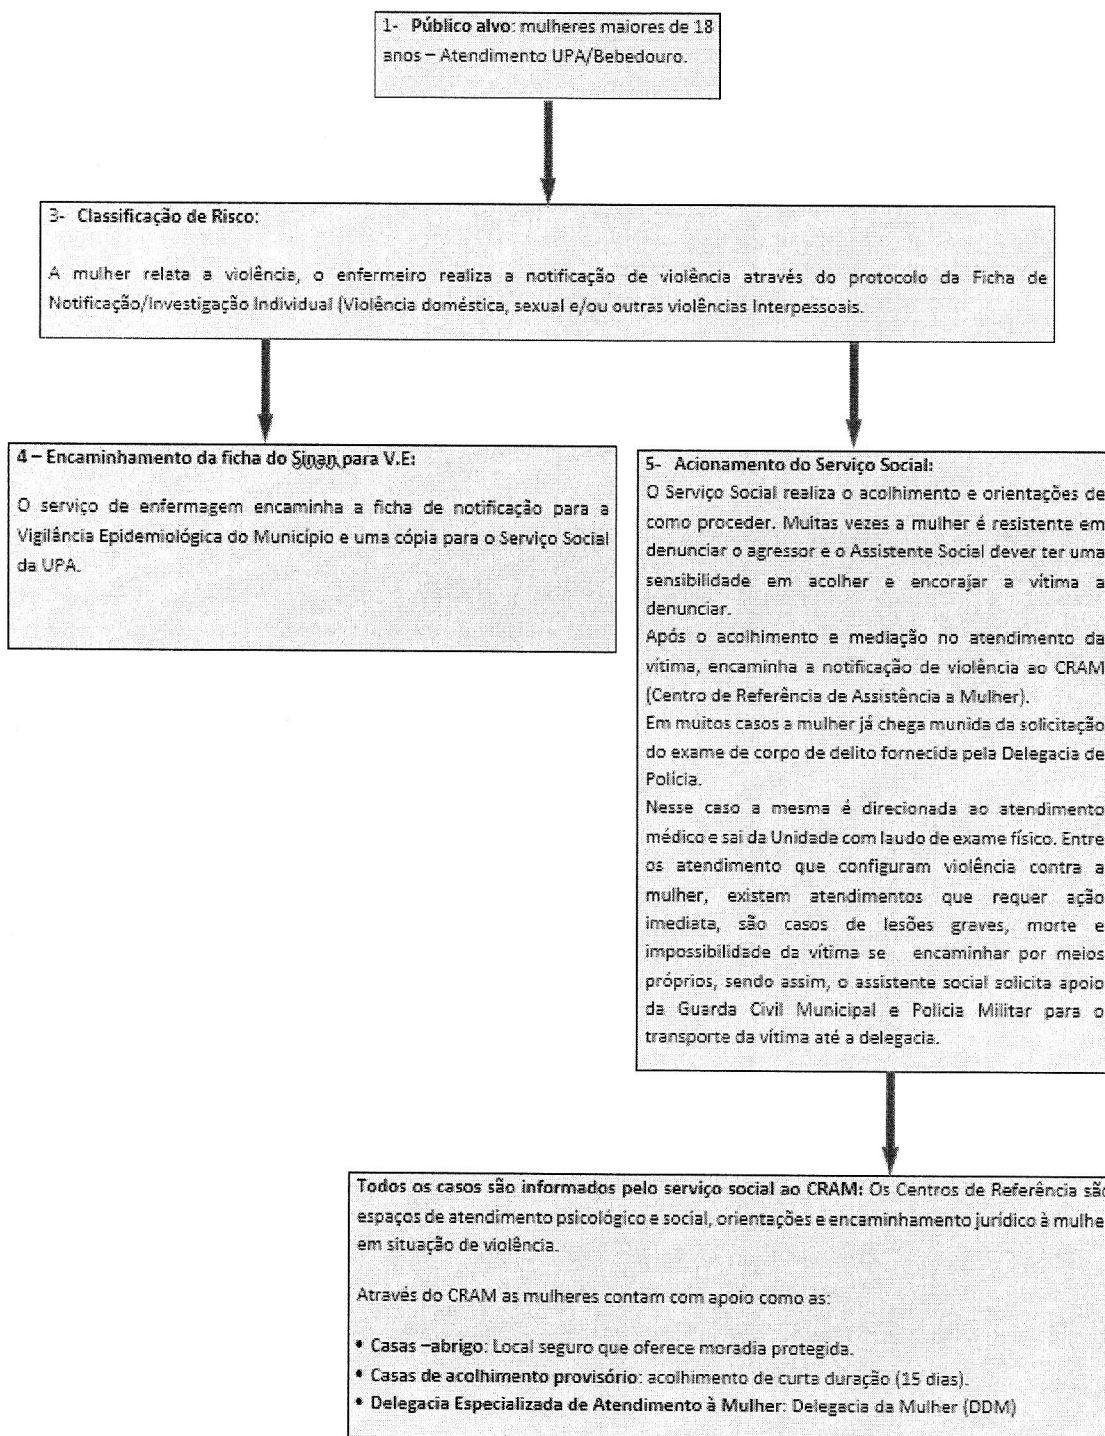 1- Público alvo: mulheres maiores de 18
anos – Atendimento UPA/Bebedouro.
3- Classificação de Risco:
A mulher relata a violência, o enfermeiro realiza a notificação de violência através do protocolo da Ficha de
Notificação/Investigação Individual (Violência doméstica, sexual e/ou outras violências Interpessoais.
4 – Encaminhamento da ficha do Sinan para V.E:
O serviço de enfermagem encaminha a ficha de notificação para a
Vigilância Epidemiológica do Município e uma cópia para o Serviço Social
da UPA.
5- Acionamento do Serviço Social:
O Serviço Social realiza o acolhimento e orientações de
como proceder. Muitas vezes a mulher é resistente em
denunciar o agressor e o Assistente Social dever ter uma
sensibilidade em acolher e encorajar a vítima a
denunciar.
Após o acolhimento e mediação no atendimento da
vítima, encaminha a notificação de violência ao CRAM
(Centro de Referência de Assistência a Mulher).
Em muitos casos a mulher já chega munida da solicitação
do exame de corpo de delito fornecida pela Delegacia de
Polícia.
Nesse caso a mesma é direcionada ao atendimento
médico e sai da Unidade com laudo de exame físico. Entre
os atendimento que configuram violência contra a
mulher, existem atendimentos que requer ação
imediata, são casos de lesões graves, morte e
impossibilidade da vítima se encaminhar por meios
próprios, sendo assim, o assistente social solicita apoio
da Guarda Civil Municipal e Policia Militar para o
transporte da vítima até a delegacia.
Todos os casos são informados pelo serviço social ao CRAM: Os Centros de Referência são
espaços de atendimento psicológico e social, orientações e encaminhamento jurídico à mulher
em situação de violência.
Através do CRAM as mulheres contam com apoio como as:
• Casas –abrigo: Local seguro que oferece moradia protegida.
• Casas de acolhimento provisório: acolhimento de curta duração (15 dias).
• Delegacia Especializada de Atendimento à Mulher: Delegacia da Mulher (DDM)